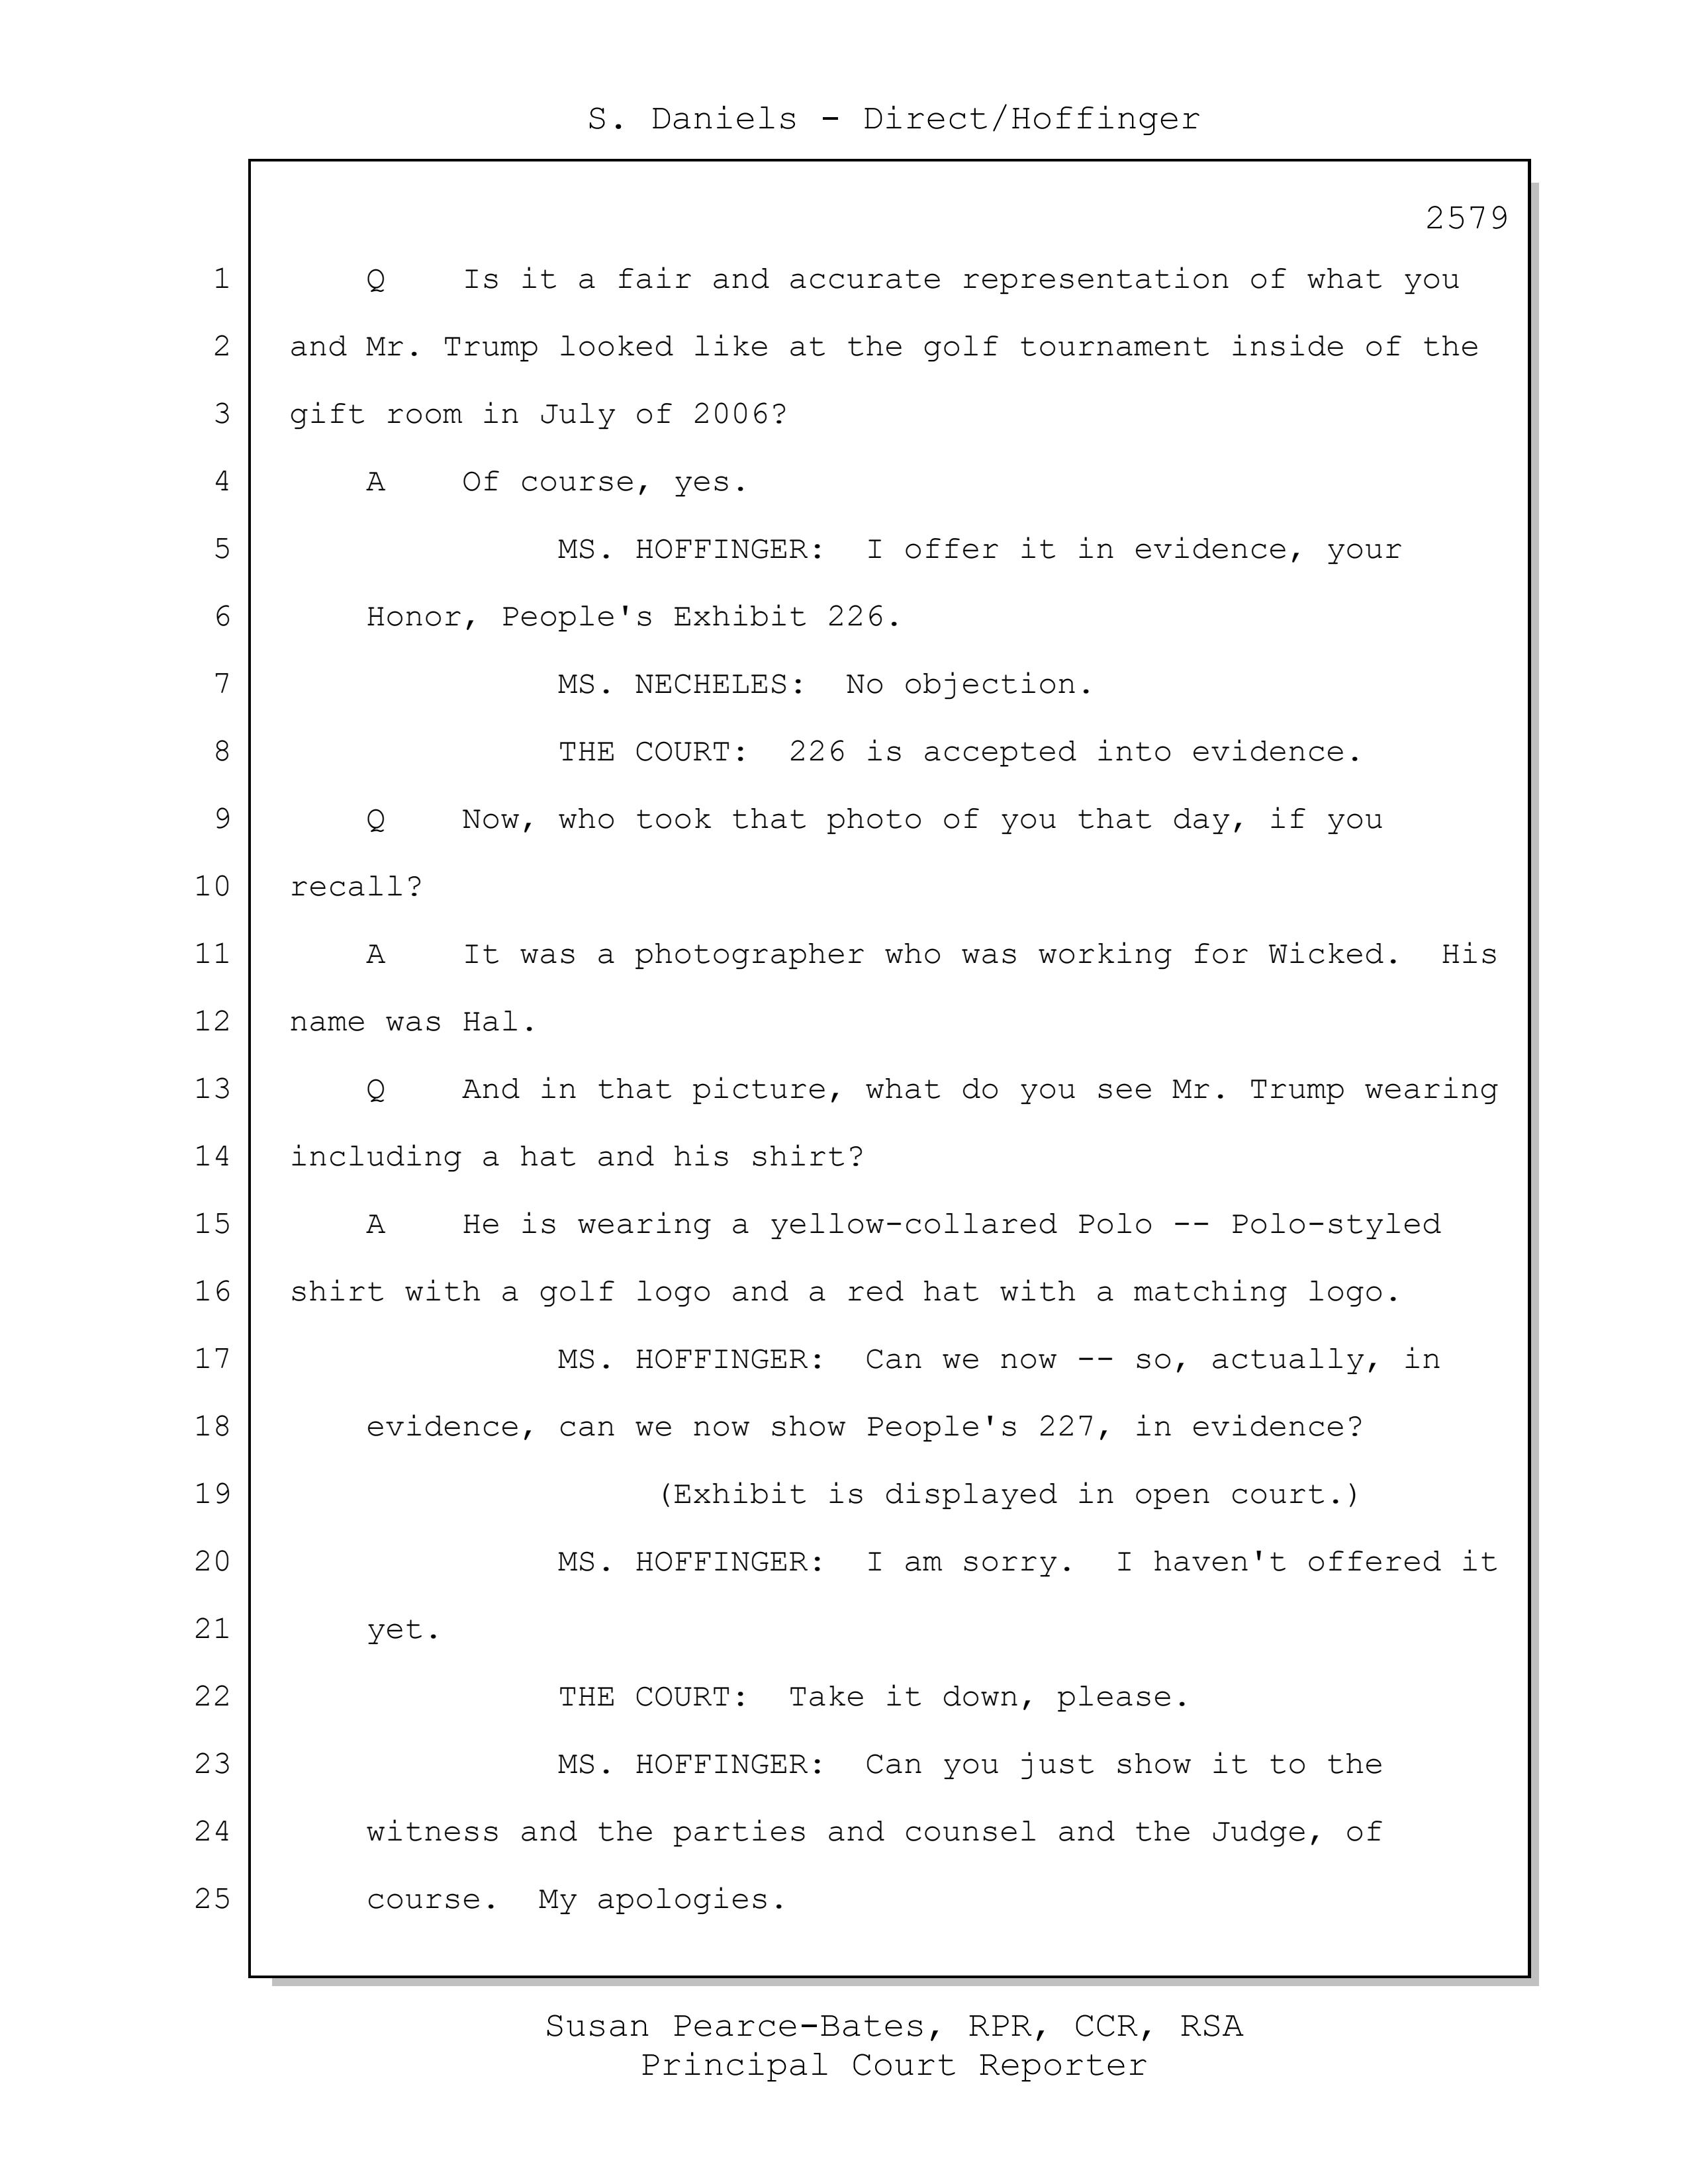 S. Daniels - Direct/Hoffinger
2579
1 Q Is it a fair and accurate representation of what you
2 and Mr. Trump looked like at the golf tournament inside of the
3 gift room in July of 2006?
4 A Of course, yes.
5 MS. HOFFINGER: I offer it in evidence, your
6 Honor, People's Exhibit 226.
7 MS. NECHELES: No objection.
8 THE COURT: 226 is accepted into evidence.
9 Q Now, who took that photo of you that day, if you
10 recall?
11 A It was a photographer who was working for Wicked. His
12 name was Hal.
13 Q And in that picture, what do you see Mr. Trump wearing
14 including a hat and his shirt?
15 A He is wearing a yellow-collared Polo -- Polo-styled
16 shirt with a golf logo and a red hat with a matching logo.
17 MS. HOFFINGER: Can we now -- so, actually, in
18 evidence, can we now show People's 227, in evidence?
19 (Exhibit is displayed in open court.)
20 MS. HOFFINGER: I am sorry. I haven't offered it
21 yet.
22 THE COURT: Take it down, please.
23 MS. HOFFINGER: Can you just show it to the
24 witness and the parties and counsel and the Judge, of
25 course. My apologies.
Susan Pearce-Bates, RPR, CCR, RSA
Principal Court Reporter